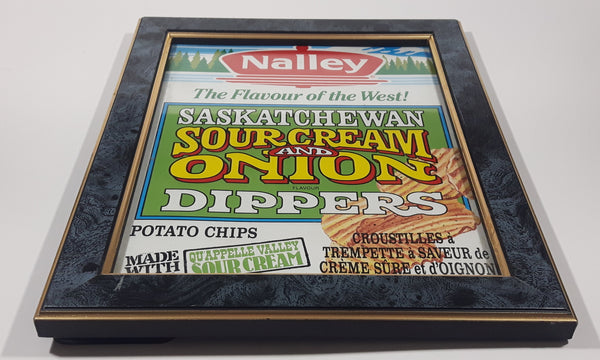 Nalley
The Flavour of the West!
SASKATCHEWAN
SOUR CREAM
AND
ONION
FLAVOUR
DIPPERS
POTATO CHIPS
MADE
WITH
QU'APPELLE VALLEY
SOUR CREAM
CROUSTILLES à
TREMPETTE à SAVEUR de
CRÈME SÛRE et d'OIGNON